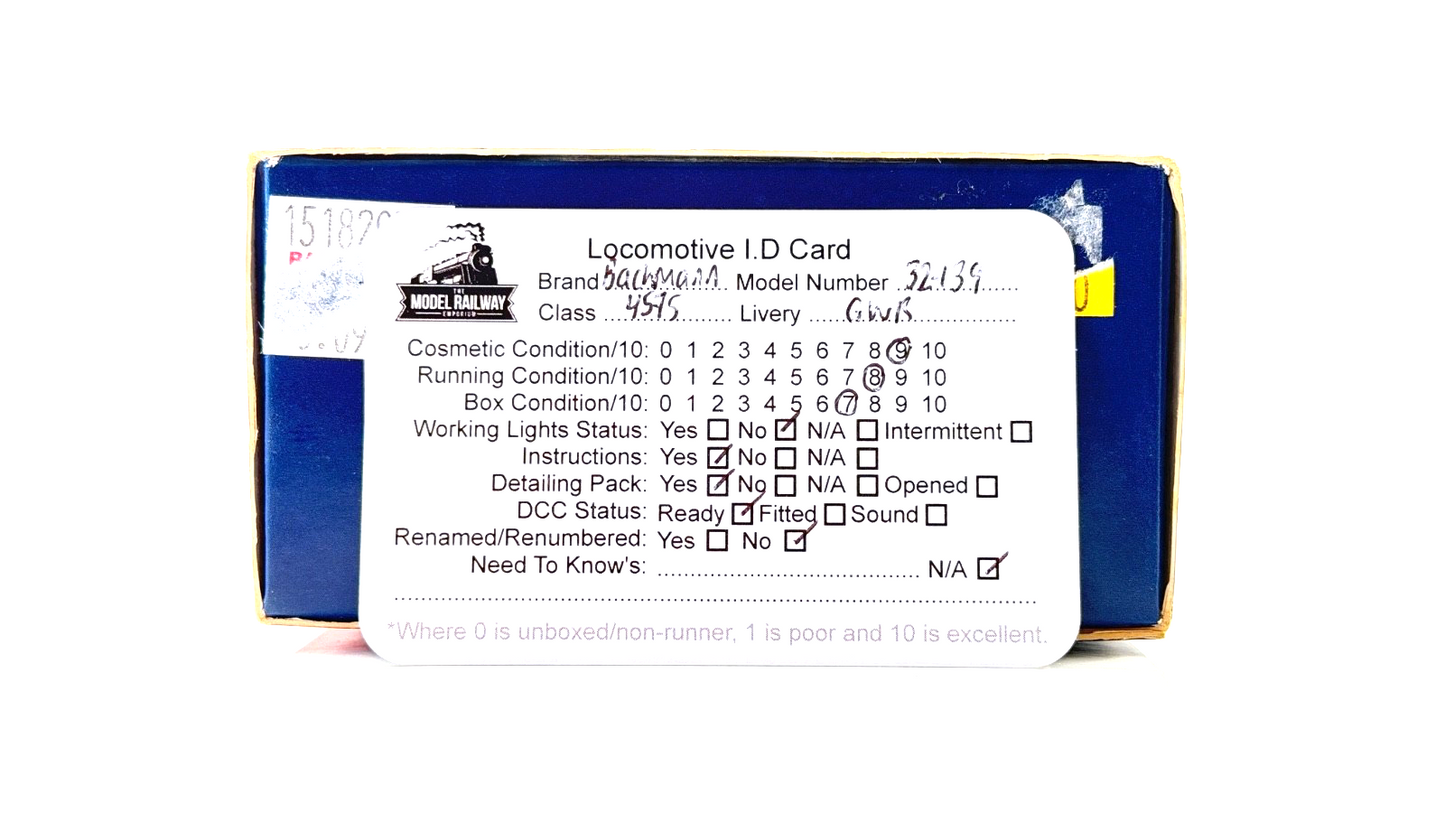 15182
Locomotive I.D Card
Brand Bachmann Model Number 32-139
THE
MODEL RAILWAY
EMPORIUM
Class 4575 Livery GWR
Cosmetic Condition/10: 0 1 2 3 4 5 6 7 8 9 10
Running Condition/10: 0 1 2 3 4 5 6 7 8 9 10
Box Condition/10: 0 1 2 3 4 5 6 7 8 9 10
Working Lights Status: Yes No N/A Intermittent
Instructions: Yes No N/A
Detailing Pack: Yes No N/A Opened
DCC Status: Ready Fitted Sound
Renamed/Renumbered: Yes No
Need To Know's: N/A
*Where 0 is unboxed/non-runner, 1 is poor and 10 is excellent.